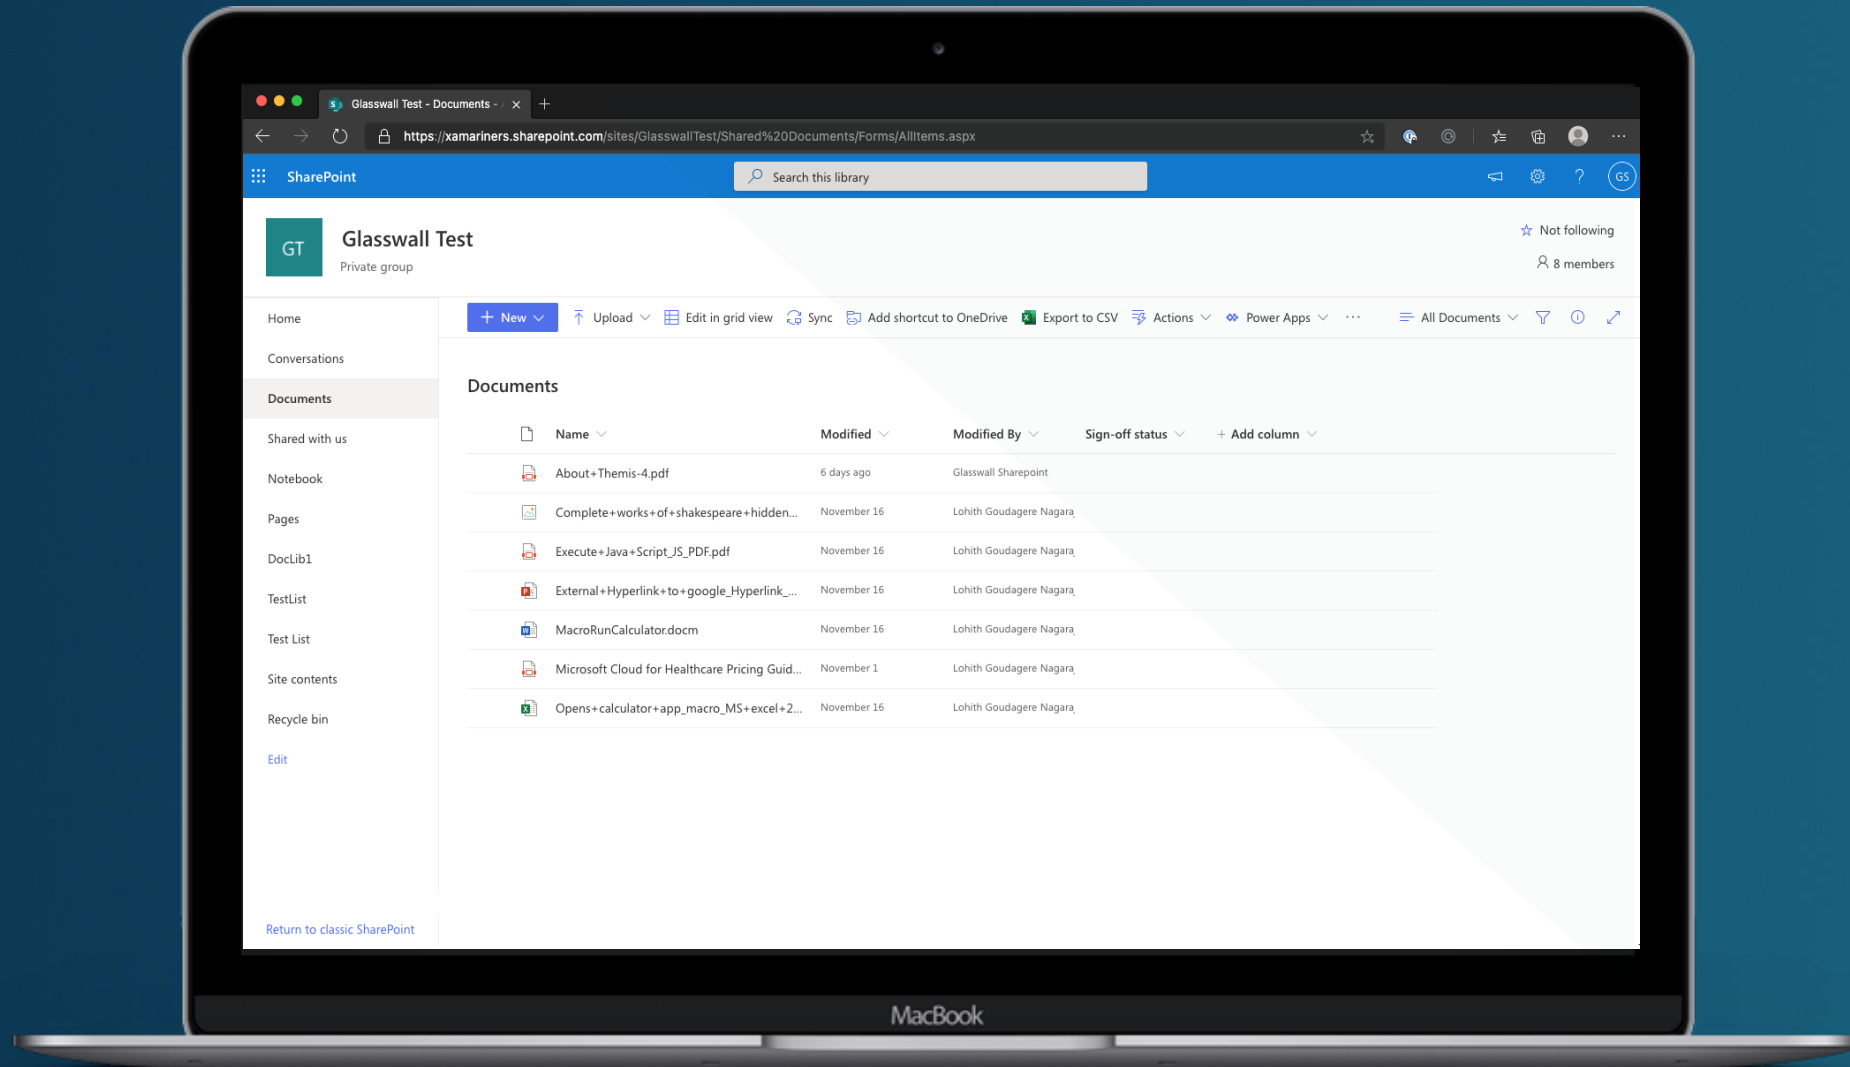 Glasswall Test - Documents -
https://xamariners.sharepoint.com/sites/GlasswallTest/Shared%20Documents/Forms/AllItems.aspx
SharePoint
Search this library
GS
GT
Glasswall Test
Private group
Not following
8 members
Home
Conversations
Documents
Shared with us
Notebook
Pages
DocLib1
TestList
Test List
Site contents
Recycle bin
Edit
Return to classic SharePoint
+ New Upload Edit in grid view Sync Add shortcut to OneDrive Export to CSV Actions Power Apps ··· All Documents
Documents
Name Modified Modified By Sign-off status + Add column
About+Themis-4.pdf 6 days ago Glasswall Sharepoint
Complete+works+of+shakespeare+hidden... November 16 Lohith Goudagere Nagara
Execute+Java+Script_JS_PDF.pdf November 16 Lohith Goudagere Nagara
External+Hyperlink+to+google_Hyperlink_... November 16 Lohith Goudagere Nagara
MacroRunCalculator.docm November 16 Lohith Goudagere Nagara
Microsoft Cloud for Healthcare Pricing Guid... November 1 Lohith Goudagere Nagara
Opens+calculator+app_macro_MS+excel+2... November 16 Lohith Goudagere Nagara
MacBook